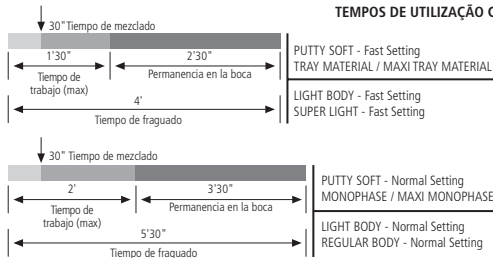 TEMPOS DE UTILIZAÇÃO
30" Tiempo de mezclado
1'30"
2'30"
Tiempo de
trabajo (max)
Permanencia en la boca
4'
Tiempo de fraguado
PUTTY SOFT - Fast Setting
TRAY MATERIAL / MAXI TRAY MATERIAL
LIGHT BODY - Fast Setting
SUPER LIGHT - Fast Setting
30" Tiempo de mezclado
2'
3'30"
Tiempo de
trabajo (max)
Permanencia en la boca
5'30"
Tiempo de fraguado
PUTTY SOFT - Normal Setting
MONOPHASE / MAXI MONOPHASE
LIGHT BODY - Normal Setting
REGULAR BODY - Normal Setting